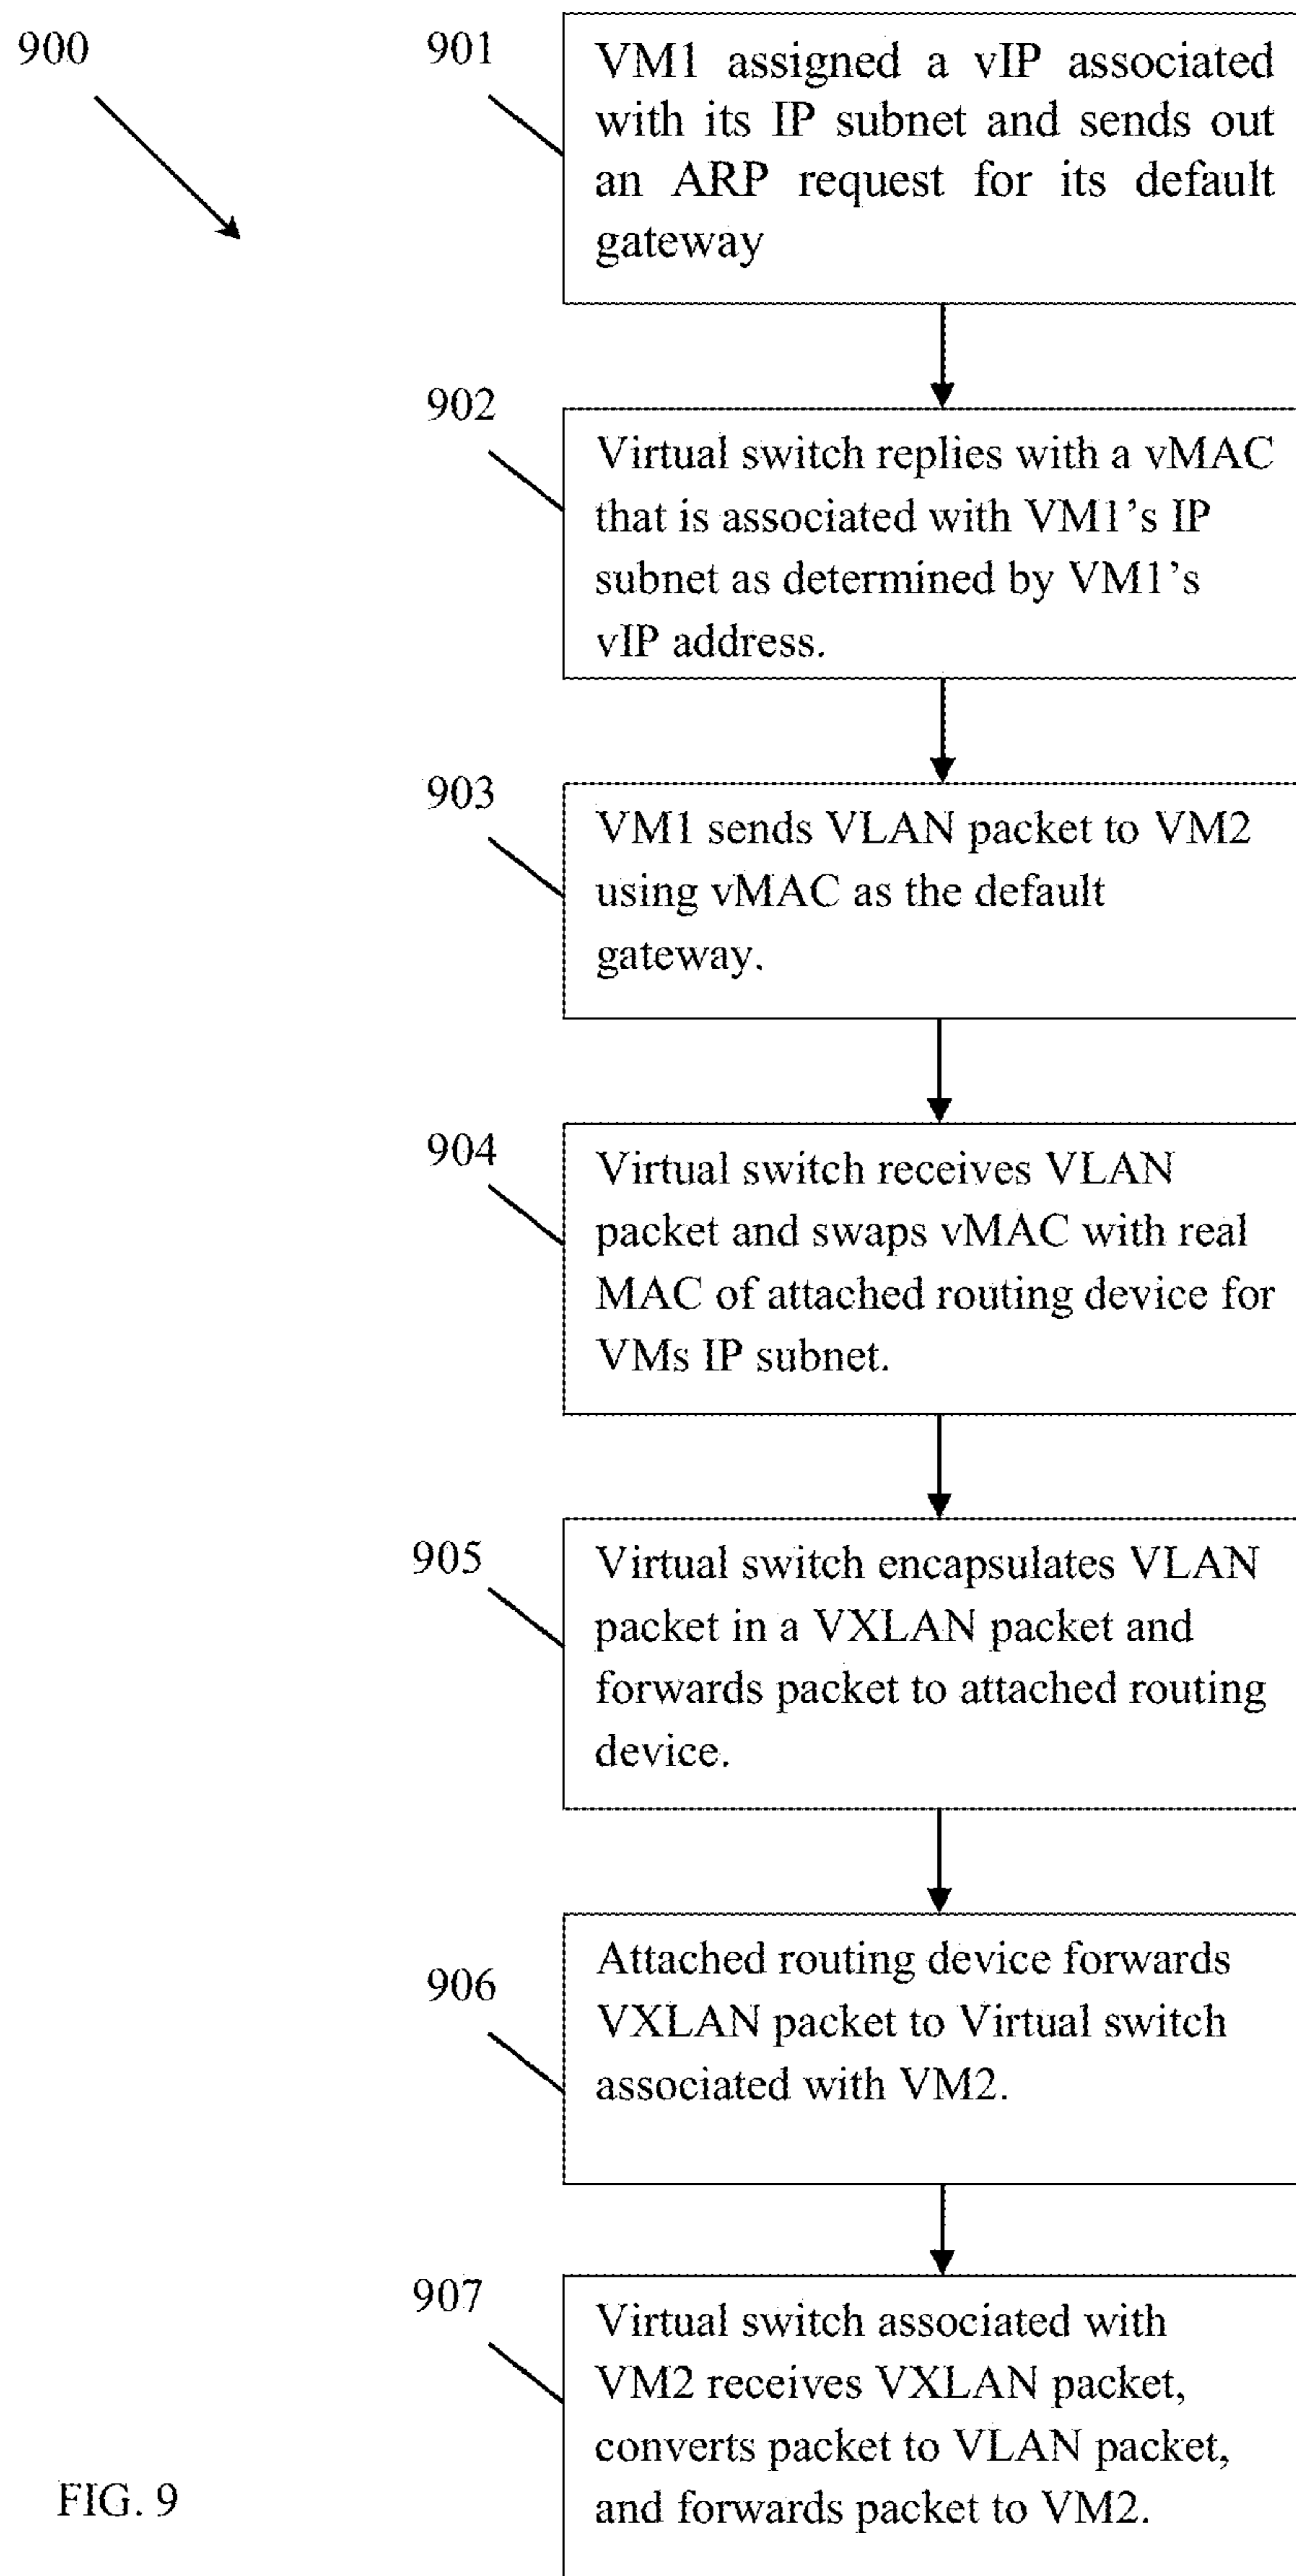 900
901
VM1 assigned a vIP associated
with its IP subnet and sends out
an ARP request for its default
gateway
902
Virtual switch replies with a vMAC
that is associated with VM1’s IP
subnet as determined by VM1’s
vIP address.
903
VM1 sends VLAN packet to VM2
using vMAC as the default
gateway.
904
Virtual switch receives VLAN
packet and swaps vMAC with real
MAC of attached routing device for
VMs IP subnet.
905
Virtual switch encapsulates VLAN
packet in a VXLAN packet and
forwards packet to attached routing
device.
906
Attached routing device forwards
VXLAN packet to Virtual switch
associated with VM2.
907
Virtual switch associated with
VM2 receives VXLAN packet,
converts packet to VLAN packet,
and forwards packet to VM2.
FIG. 9